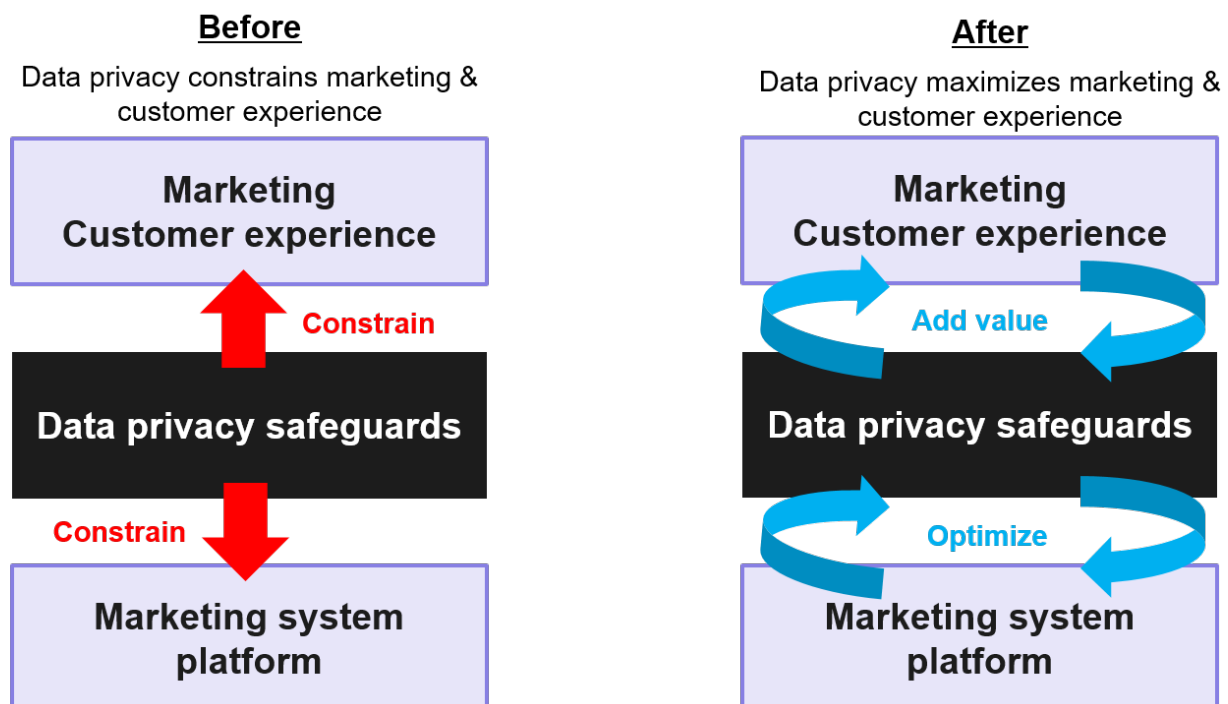 Before
Data privacy constrains marketing &
customer experience
Marketing
Customer experience
Constrain
Data privacy safeguards
Constrain
Marketing system
platform
After
Data privacy maximizes marketing &
customer experience
Marketing
Customer experience
Add value
Data privacy safeguards
Optimize
Marketing system
platform